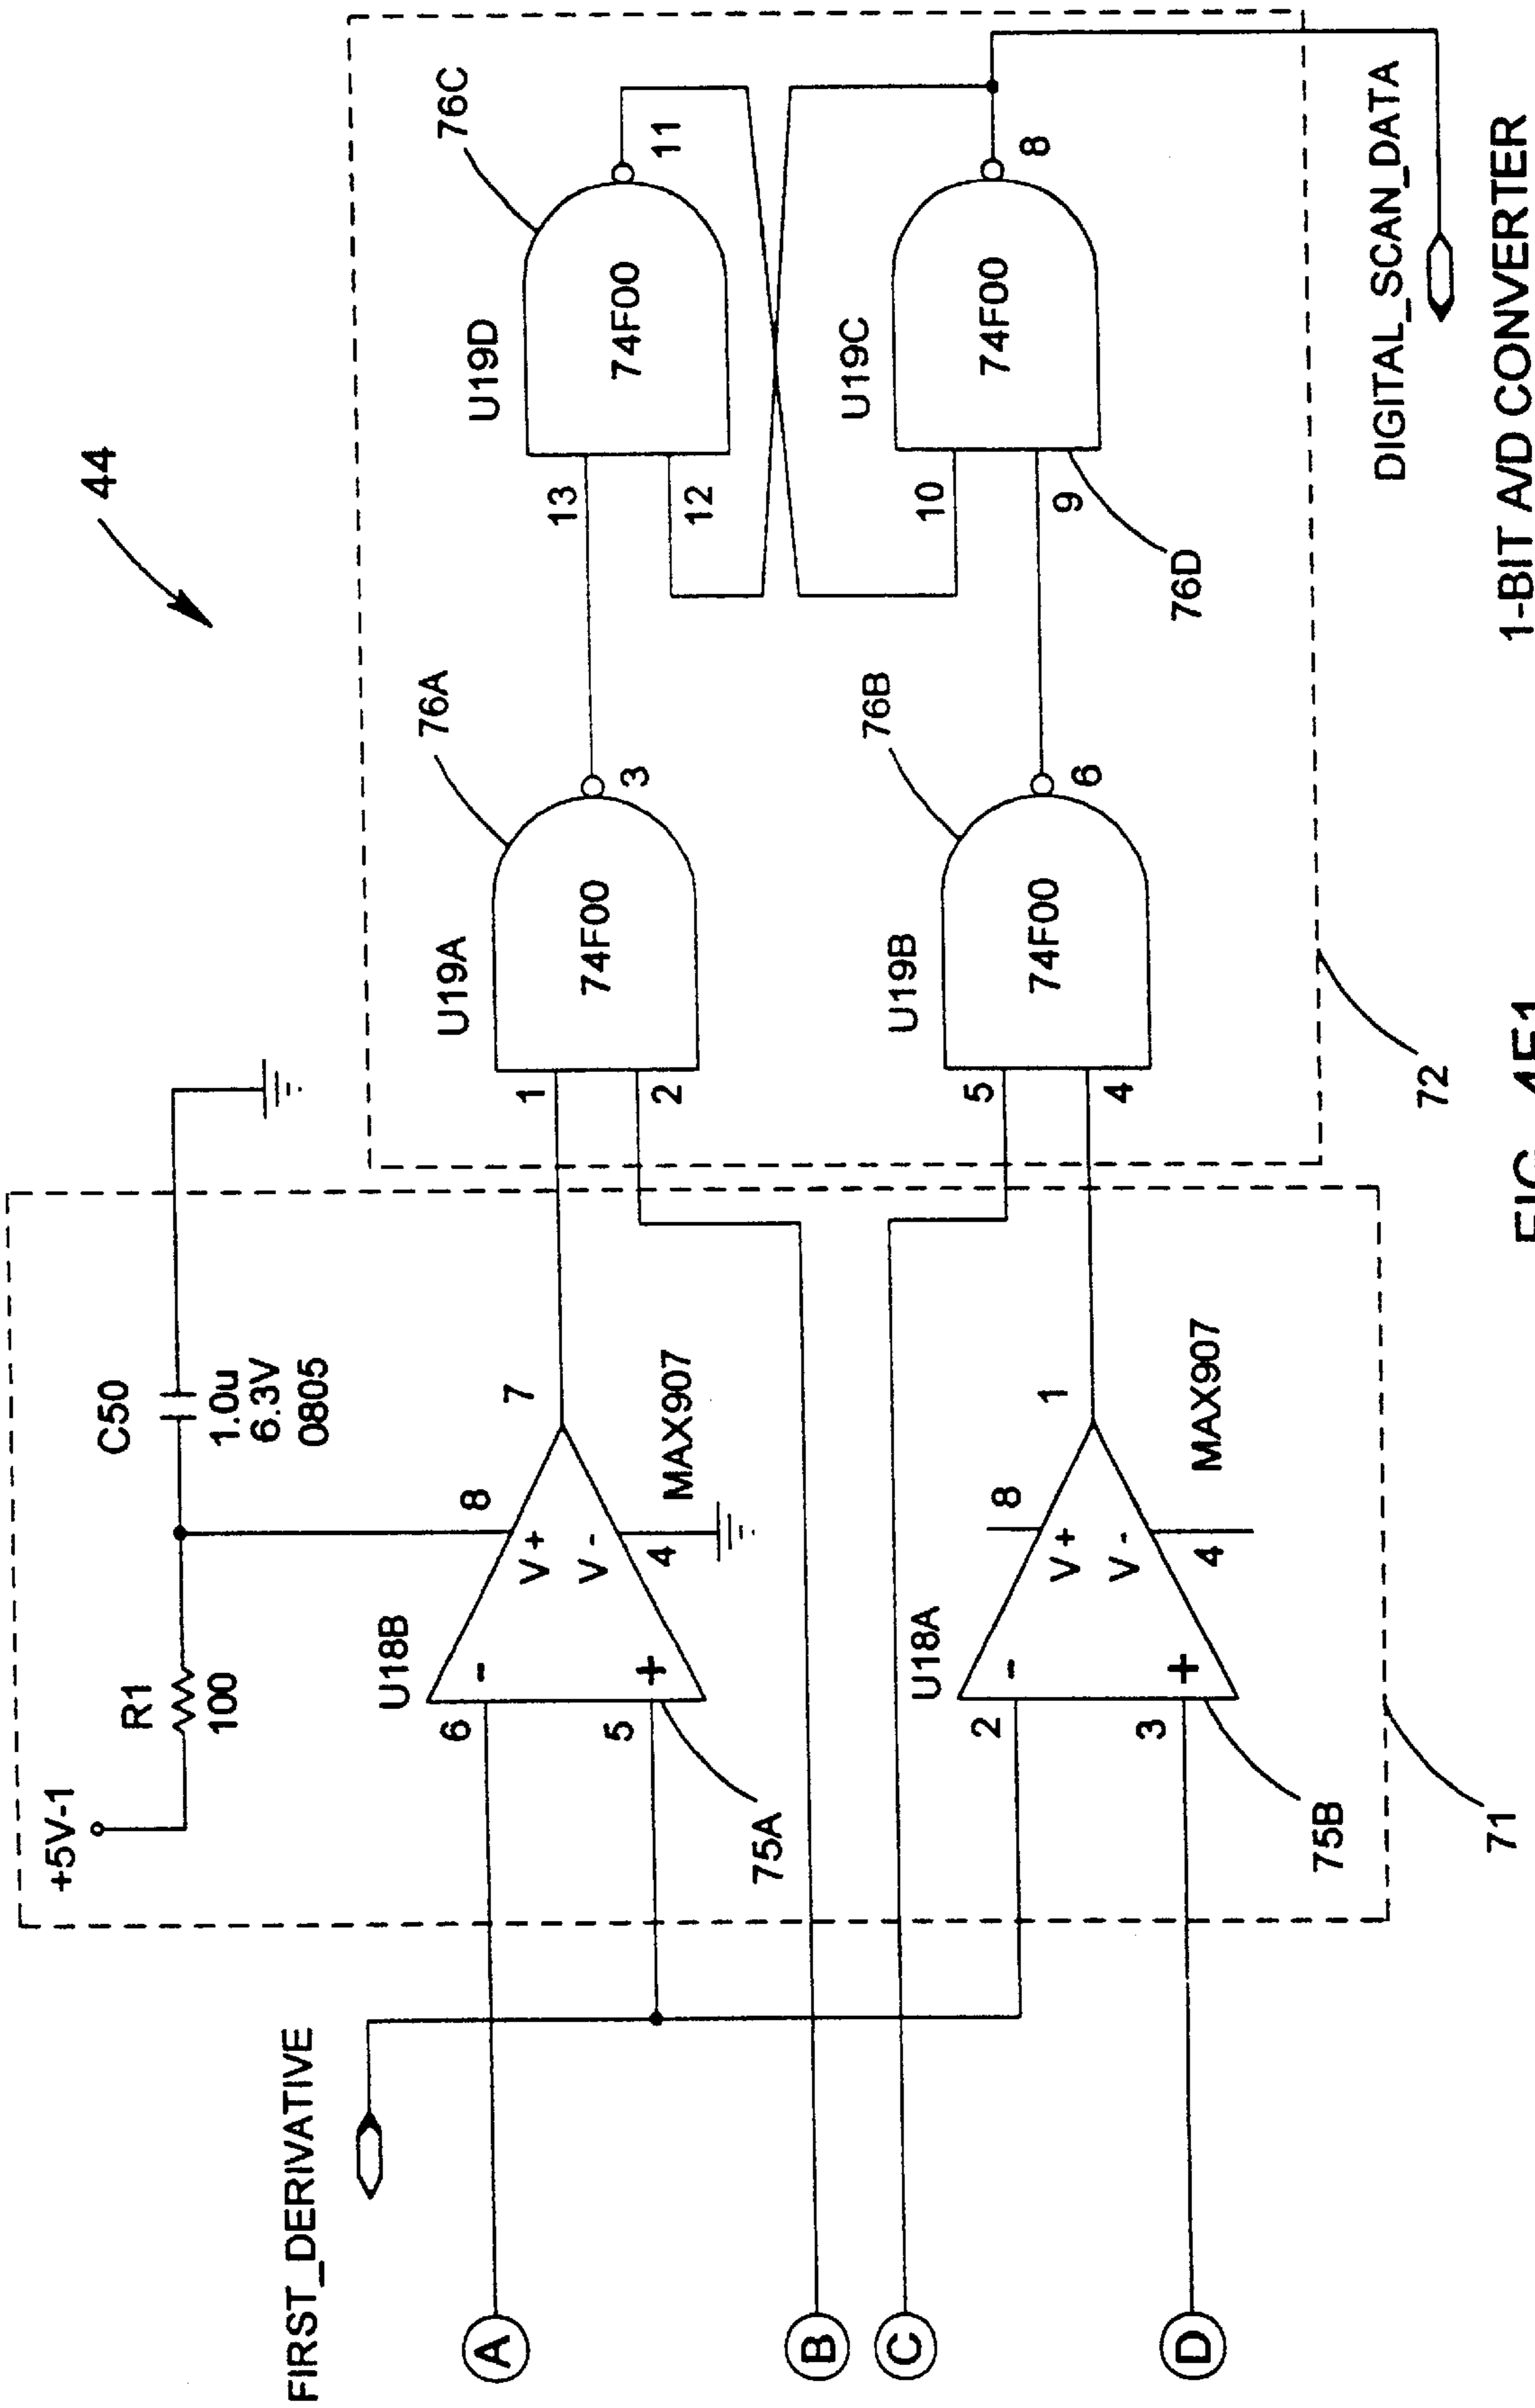 44
+5V-1
R1
100
C50
1.0u
6.3V
0805
FIRST_DERIVATIVE
A
B
C
D
6
5
U18B
-
+
V +
V -
8
4
7
MAX907
75A
2
3
U18A
-
+
V +
V -
8
4
1
MAX907
75B
71
1
2
U19A
74F00
3
76A
5
4
U19B
74F00
6
76B
72
13
12
U19D
74F00
11
76C
10
9
U19C
74F00
8
76D
DIGITAL_SCAN_DATA
1-BIT A/D CONVERTER